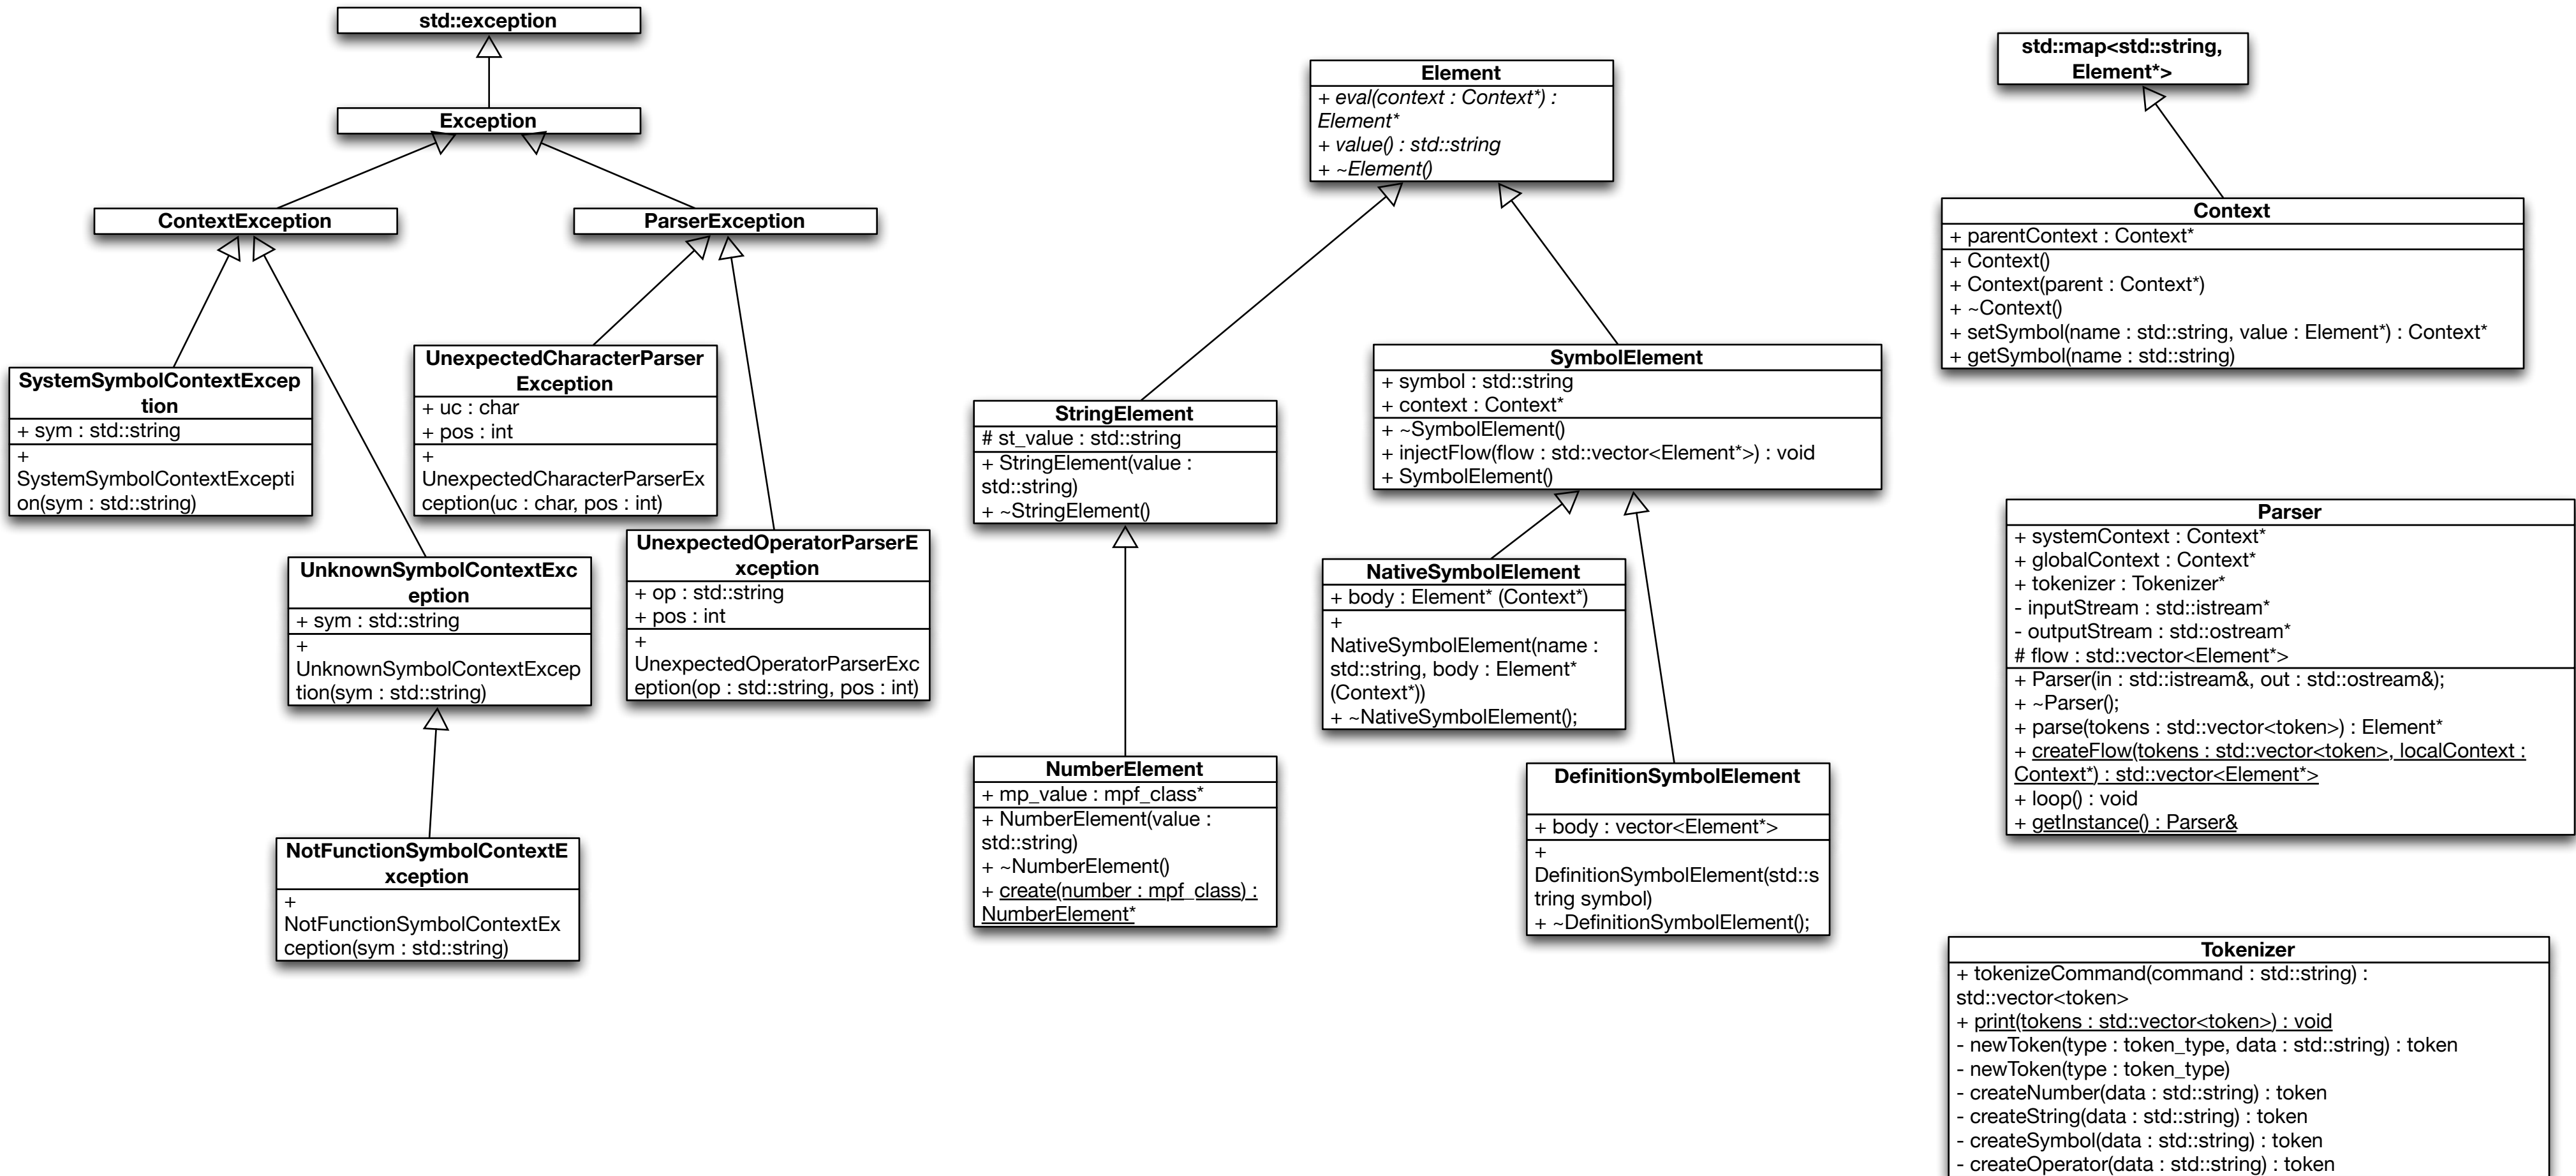 std::exception
Exception
ContextException
ParserException
SystemSymbolContextExcep
tion
+ sym : std::string
+
SystemSymbolContextExcepti
on(sym : std::string)
UnexpectedCharacterParser
Exception
+ uc : char
+ pos : int
+
UnexpectedCharacterParserEx
ception(uc : char, pos : int)
UnknownSymbolContextExc
eption
+ sym : std::string
+
UnknownSymbolContextExcep
tion(sym : std::string)
UnexpectedOperatorParserE
xception
+ op : std::string
+ pos : int
+
UnexpectedOperatorParserExc
eption(op : std::string, pos : int)
NotFunctionSymbolContextE
xception
+
NotFunctionSymbolContextEx
ception(sym : std::string)
Element
+ eval(context : Context*) :
Element*
+ value() : std::string
+ ~Element()
StringElement
# st_value : std::string
+ StringElement(value :
std::string)
+ ~StringElement()
SymbolElement
+ symbol : std::string
+ context : Context*
+ ~SymbolElement()
+ injectFlow(flow : std::vector<Element*>) : void
+ SymbolElement()
NativeSymbolElement
+ body : Element* (Context*)
+
NativeSymbolElement(name :
std::string, body : Element*
(Context*))
+ ~NativeSymbolElement();
NumberElement
+ mp_value : mpf_class*
+ NumberElement(value :
std::string)
+ ~NumberElement()
+ create(number : mpf_class) :
NumberElement*
DefinitionSymbolElement
+ body : vector<Element*>
+
DefinitionSymbolElement(std::s
tring symbol)
+ ~DefinitionSymbolElement();
std::map<std::string,
Element*>
Context
+ parentContext : Context*
+ Context()
+ Context(parent : Context*)
+ ~Context()
+ setSymbol(name : std::string, value : Element*) : Context*
+ getSymbol(name : std::string)
Parser
+ systemContext : Context*
+ globalContext : Context*
+ tokenizer : Tokenizer*
- inputStream : std::istream*
- outputStream : std::ostream*
# flow : std::vector<Element*>
+ Parser(in : std::istream&, out : std::ostream&);
+ ~Parser();
+ parse(tokens : std::vector<token>) : Element*
+ createFlow(tokens : std::vector<token>, localContext :
Context*) : std::vector<Element*>
+ loop() : void
+ getInstance() : Parser&
Tokenizer
+ tokenizeCommand(command : std::string) :
std::vector<token>
+ print(tokens : std::vector<token>) : void
- newToken(type : token_type, data : std::string) : token
- newToken(type : token_type)
- createNumber(data : std::string) : token
- createString(data : std::string) : token
- createSymbol(data : std::string) : token
- createOperator(data : std::string) : token